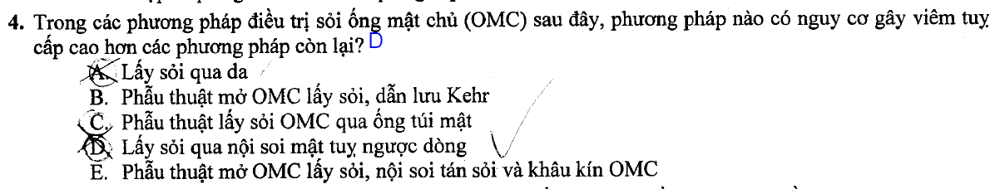 4. Trong các phương pháp điều trị sỏi ống mật chủ (OMC) sau đây, phương pháp nào có nguy cơ gây viêm tuỵ
cấp cao hơn các phương pháp còn lại? D
A. Lấy sỏi qua da
B. Phẫu thuật mở OMC lấy sỏi, dẫn lưu Kehr
C. Phẫu thuật lấy sỏi OMC qua ống túi mật
D. Lấy sỏi qua nội soi mật tuỵ ngược dòng
E. Phẫu thuật mở OMC lấy sỏi, nội soi tán sỏi và khâu kín OMC